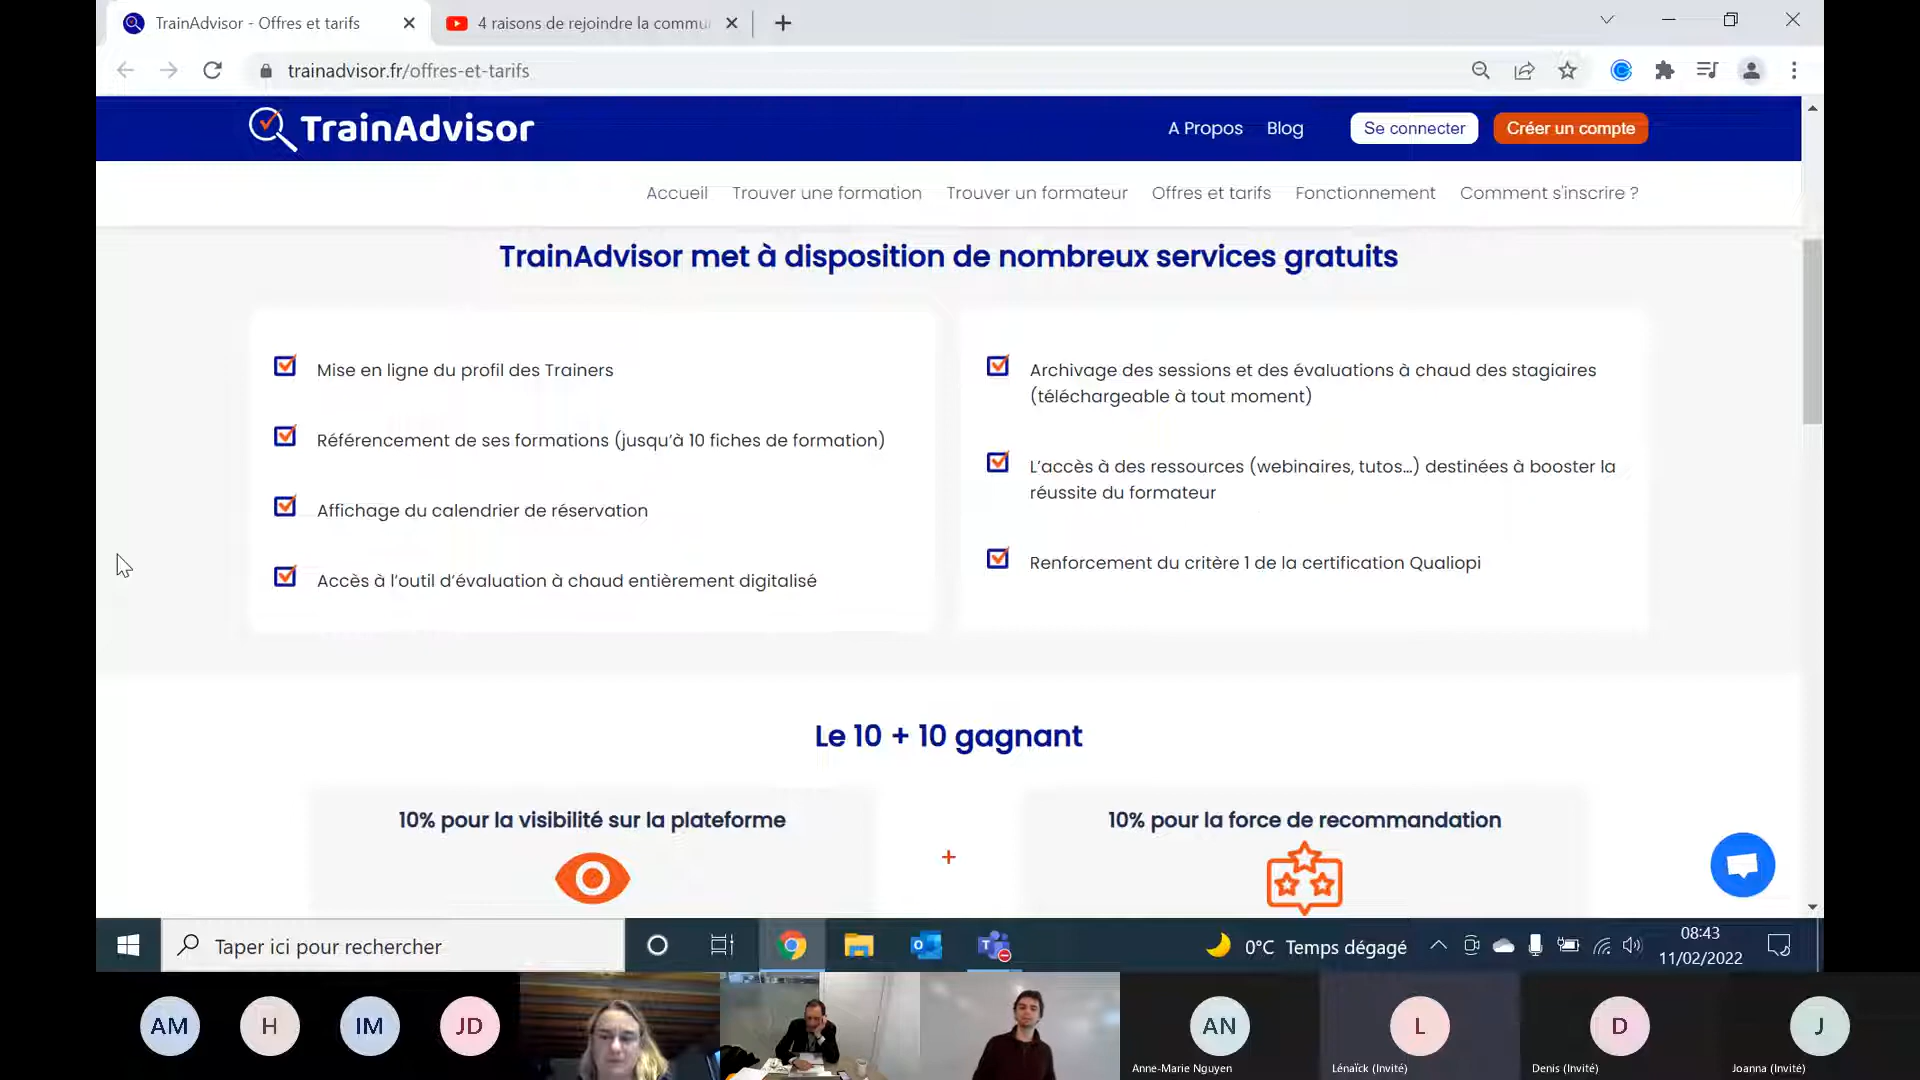 TrainAdvisor - Offres et tarifs
4 raisons de rejoindre la commu
trainadvisor.fr/offres-et-tarifs
TrainAdvisor
A Propos
Blog
Se connecter
Créer un compte
Accueil
Trouver une formation
Trouver un formateur
Offres et tarifs
Fonctionnement
Comment s'inscrire ?
TrainAdvisor met à disposition de nombreux services gratuits
Mise en ligne du profil des Trainers
Référencement de ses formations (jusqu'à 10 fiches de formation)
Affichage du calendrier de réservation
Accès à l'outil d'évaluation à chaud entièrement digitalisé
Archivage des sessions et des évaluations à chaud des stagiaires
(téléchargeable à tout moment)
L'accès à des ressources (webinaires, tutos...) destinées à booster la
réussite du formateur
Renforcement du critère 1 de la certification Qualiopi
Le 10 + 10 gagnant
10% pour la visibilité sur la plateforme
+
10% pour la force de recommandation
Taper ici pour rechercher
0°C Temps dégagé
08:43
11/02/2022
AM
H
IM
JD
AN
Anne-Marie Nguyen
L
Lénaïck (Invité)
D
Denis (Invité)
J
Joanna (Invité)